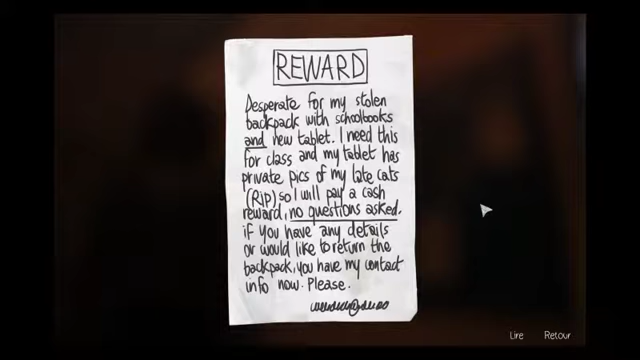 REWARD
Desperate for my stolen
backpack with schoolbooks
and new tablet. I need this
for class and my tablet has
private pics of my late cats
(RIP) so I will pay a cash
reward, no questions asked.
if you have any details
or would like to return the
backpack, you have my contact
info now. Please.
Lire Retour